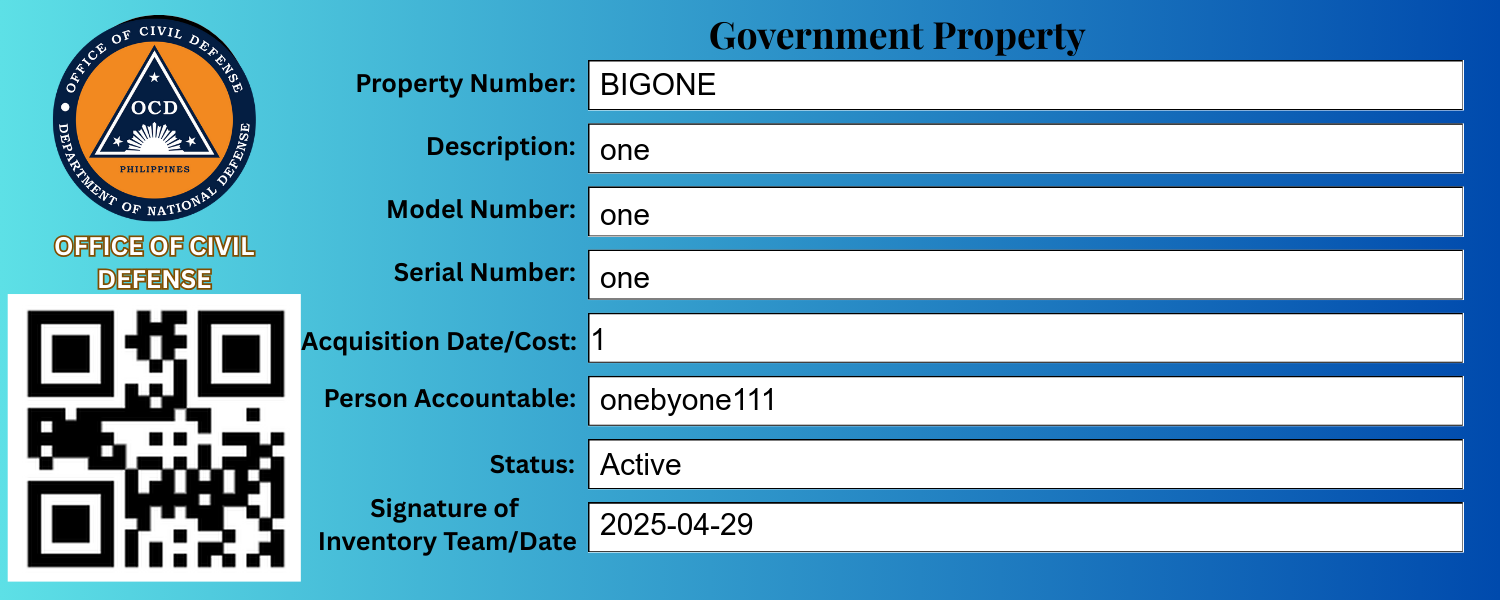 OFFICE OF CIVIL DEFENSE
OCD
PHILIPPINES
DEPARTMENT OF NATIONAL DEFENSE
OFFICE OF CIVIL
DEFENSE
Government Property
Property Number: BIGONE
Description: one
Model Number: one
Serial Number: one
Acquisition Date/Cost: 1
Person Accountable: onebyone111
Status: Active
Signature of
Inventory Team/Date 2025-04-29